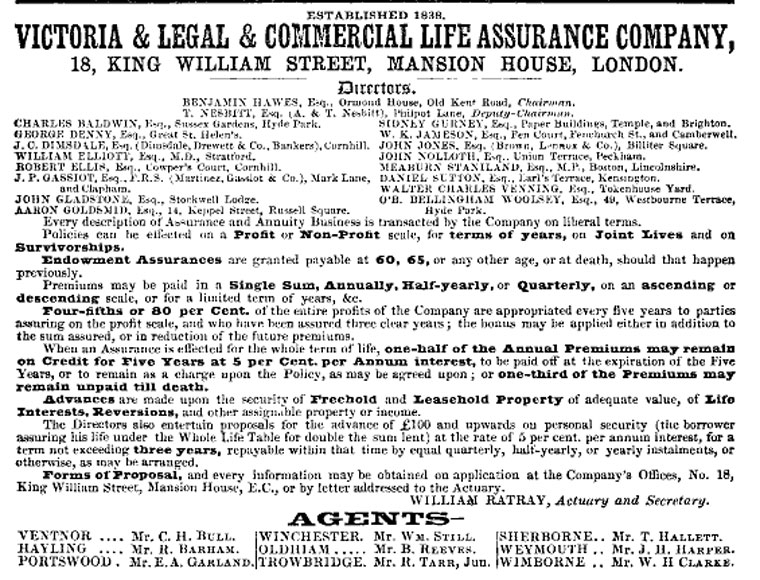 ESTABLISHED 1838.
VICTORIA & LEGAL & COMMERCIAL LIFE ASSURANCE COMPANY,
18, KING WILLIAM STREET, MANSION HOUSE, LONDON.
Directors.
BENJAMIN HAWES, Esq., Ormond House, Old Kent Road, Chairman.
T. NESBITT, Esq. (A. & T. Nesbitt), Philpot Lane, Deputy-Chairman.
CHARLES BALDWIN, Esq., Sussex Gardens, Hyde Park.
GEORGE DENNY, Esq., Great St. Helen's.
J. C. DIMSDALE, Esq. (Dimsdale, Drewett & Co., Bankers), Cornhill.
WILLIAM ELLIOTT, Esq., M.D., Stratford.
ROBERT ELLIS, Esq., Cowper's Court, Cornhill.
J. P. GASSIOT, Esq., F.R.S. (Martinez, Gassiot & Co.), Mark Lane,
and Clapham.
JOHN GLADSTONE, Esq., Stockwell Lodge.
AARON GOLDSMID, Esq., 14, Keppel Street, Russell Square.
SIDNEY GURNEY, Esq., Paper Buildings, Temple, and Brighton.
W. K. JAMESON, Esq., Fen Court, Fenchurch St., and Camberwell.
JOHN JONES, Esq. (Brown, Lennox & Co.), Billiter Square.
JOHN NOLLOTH, Esq., Union Terrace, Peckham.
MEABURN STANILAND, Esq., M.P., Boston, Lincolnshire.
DANIEL SUTTON, Esq., Earl's Terrace, Kensington.
WALTER CHARLES VENNING, Esq., Tokenhouse Yard.
O'B. BELLINGHAM WOOLSEY, Esq., 49, Westbourne Terrace,
Hyde Park.
Every description of Assurance and Annuity Business is transacted by the Company on liberal terms.
Policies can be effected on a Profit or Non-Profit scale, for terms of years, on Joint Lives and on
Survivorships.
Endowment Assurances are granted payable at 60, 65, or any other age, or at death, should that happen
previously.
Premiums may be paid in a Single Sum, Annually, Half-yearly, or Quarterly, on an ascending or
descending scale, or for a limited term of years, &c.
Four-fifths or 80 per Cent. of the entire profits of the Company are appropriated every five years to parties
assuring on the profit scale, and who have been assured three clear years; the bonus may be applied either in addition to
the sum assured, or in reduction of the future premiums.
When an Assurance is effected for the whole term of life, one-half of the Annual Premiums may remain
on Credit for Five Years at 5 per Cent. per Annum interest, to be paid off at the expiration of the Five
Years, or to remain as a charge upon the Policy, as may be agreed upon; or one-third of the Premiums may
remain unpaid till death.
Advances are made upon the security of Freehold and Leasehold Property of adequate value, of Life
Interests, Reversions, and other assignable property or income.
The Directors also entertain proposals for the advance of £100 and upwards on personal security (the borrower
assuring his life under the Whole Life Table for double the sum lent) at the rate of 5 per cent. per annum interest, for a
term not exceeding three years, repayable within that time by equal quarterly, half-yearly, or yearly instalments, or
otherwise, as may be arranged.
Forms of Proposal, and every information may be obtained on application at the Company's Offices, No. 18,
King William Street, Mansion House, E.C., or by letter addressed to the Actuary.
WILLIAM RATRAY, Actuary and Secretary.
AGENTS—
VENTNOR .... Mr. C. H. BULL.
HAYLING .... Mr. R. BARHAM.
PORTSWOOD . Mr. E. A. GARLAND.
WINCHESTER. Mr. WM. STILL.
OLDHAM ..... Mr. B. REEVES.
TROWBRIDGE. Mr. R. TARR, Jun.
SHERBORNE.. Mr. T. HALLETT.
WEYMOUTH .. Mr. J. H. HARPER.
WIMBORNE .. Mr. W. H CLARKE.